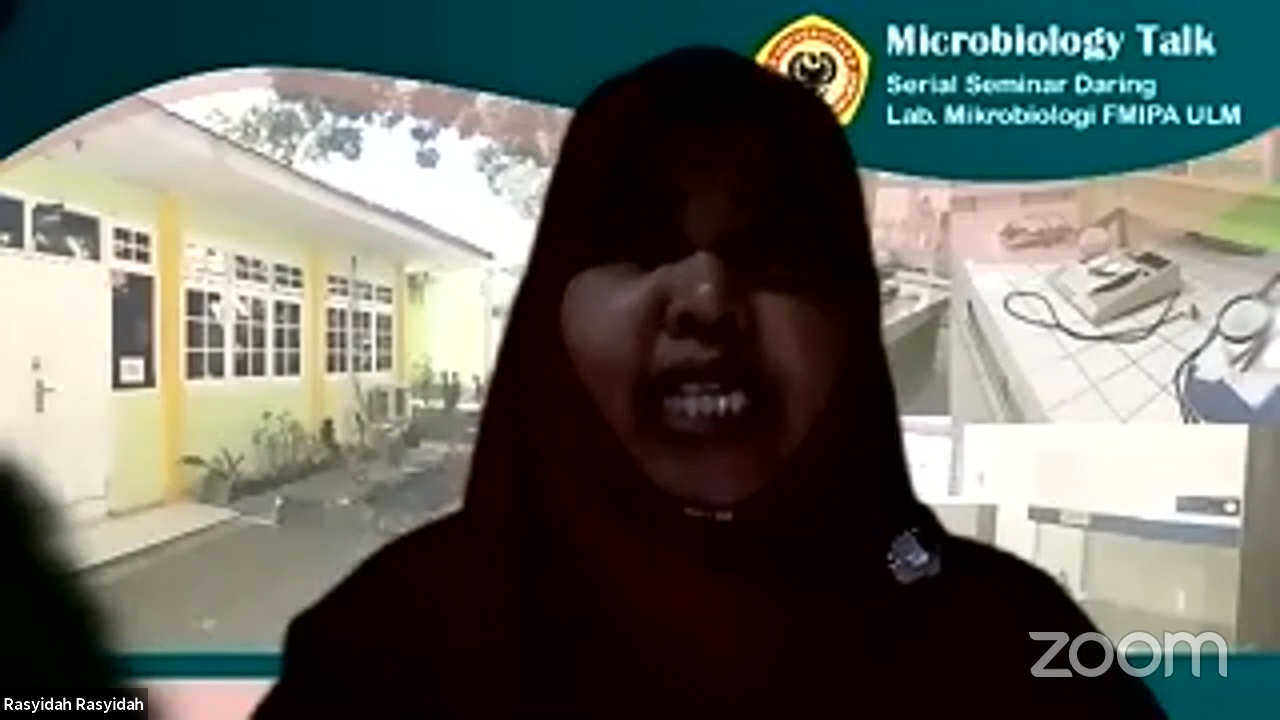 Microbiology Talk
Serial Seminar Daring
Lab. Mikrobiologi FMIPA ULM
zoom
Rasyidah Rasyidah